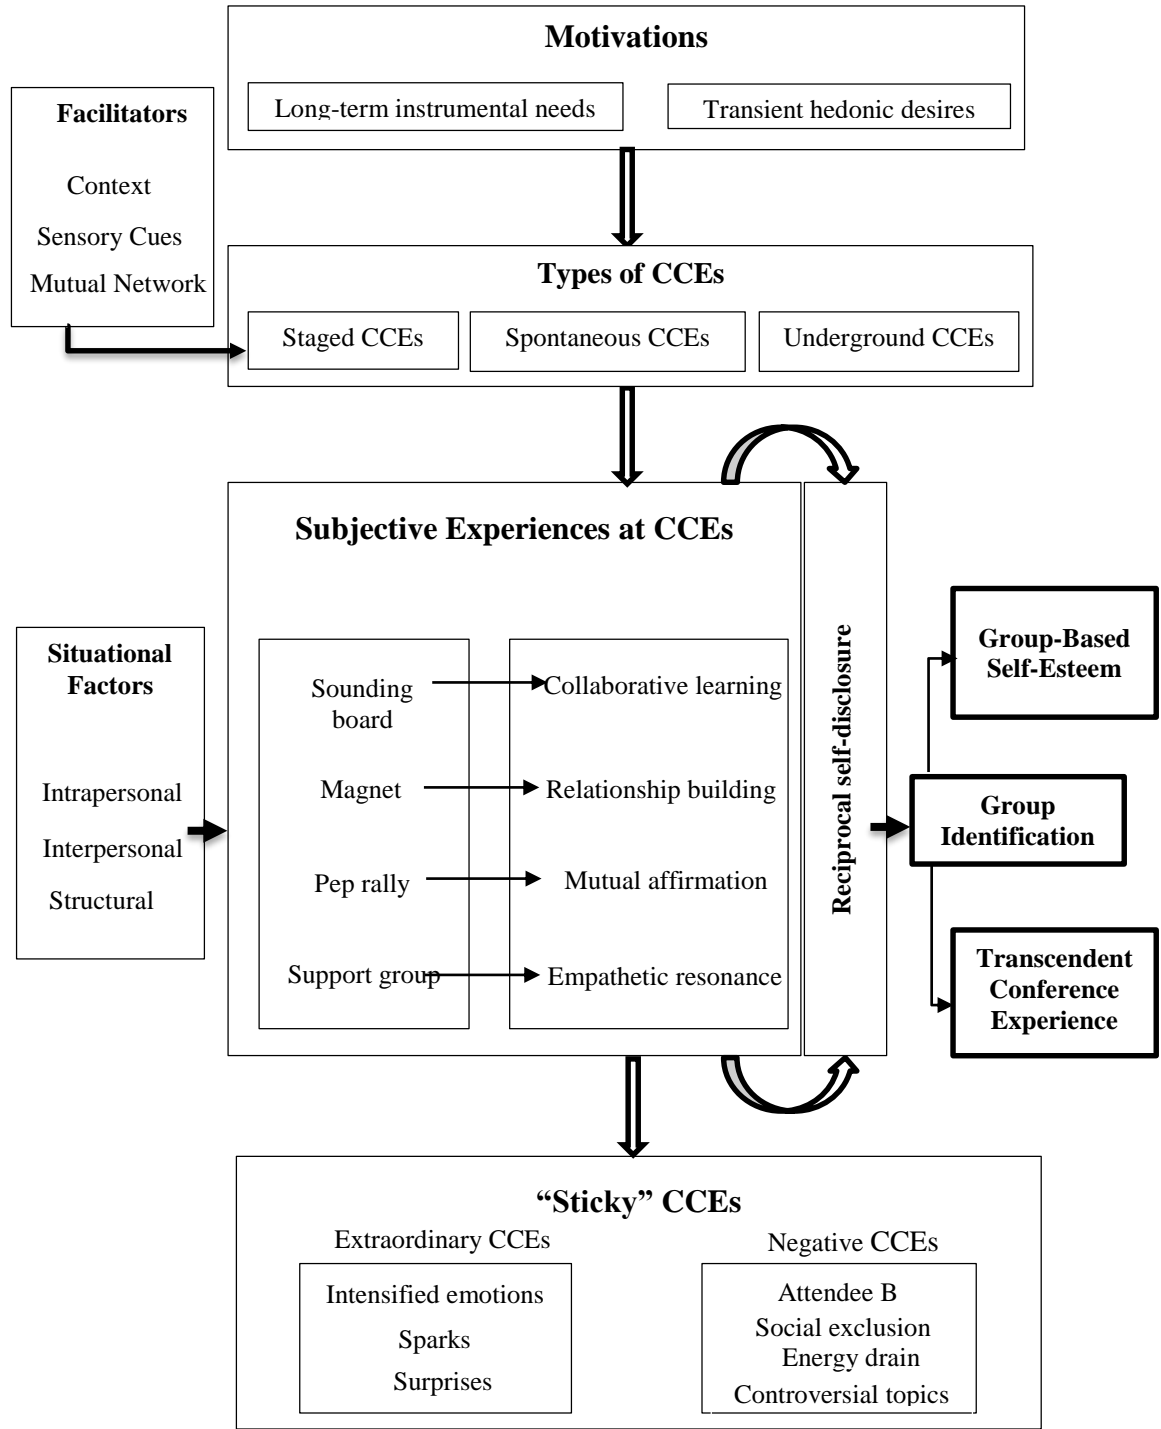 Motivations
Long-term instrumental needs
Transient hedonic desires
Facilitators
Context
Sensory Cues
Mutual Network
Types of CCEs
Staged CCEs
Spontaneous CCEs
Underground CCEs
Subjective Experiences at CCEs
Situational
Factors
Intrapersonal
Interpersonal
Structural
Sounding
board
Collaborative learning
Magnet
Relationship building
Pep rally
Mutual affirmation
Support group
Empathetic resonance
Reciprocal self-disclosure
Group-Based
Self-Esteem
Group
Identification
Transcendent
Conference
Experience
“Sticky” CCEs
Extraordinary CCEs
Intensified emotions
Sparks
Surprises
Negative CCEs
Attendee B
Social exclusion
Energy drain
Controversial topics